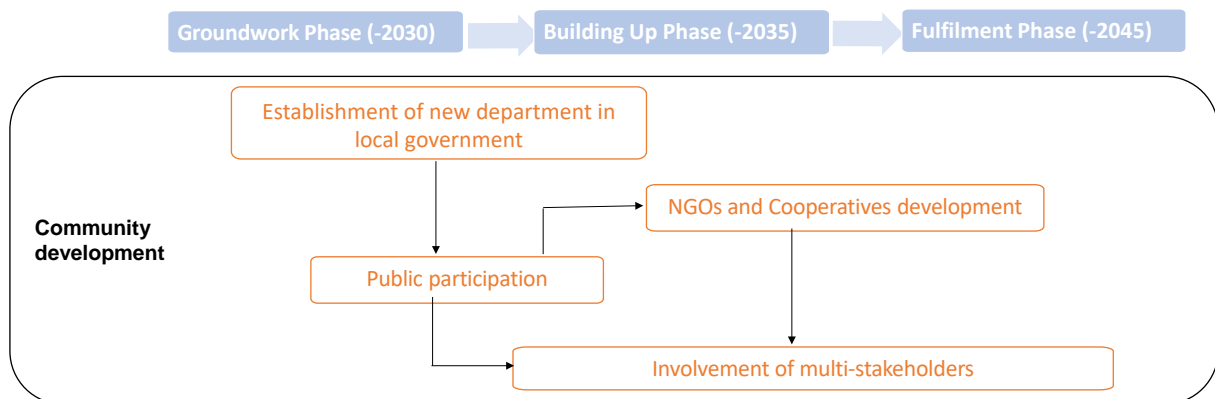 Groundwork Phase (-2030)
Building Up Phase (-2035)
Fulfilment Phase (-2045)
Establishment of new department in
local government
NGOs and Cooperatives development
Community
development
Public participation
Involvement of multi-stakeholders